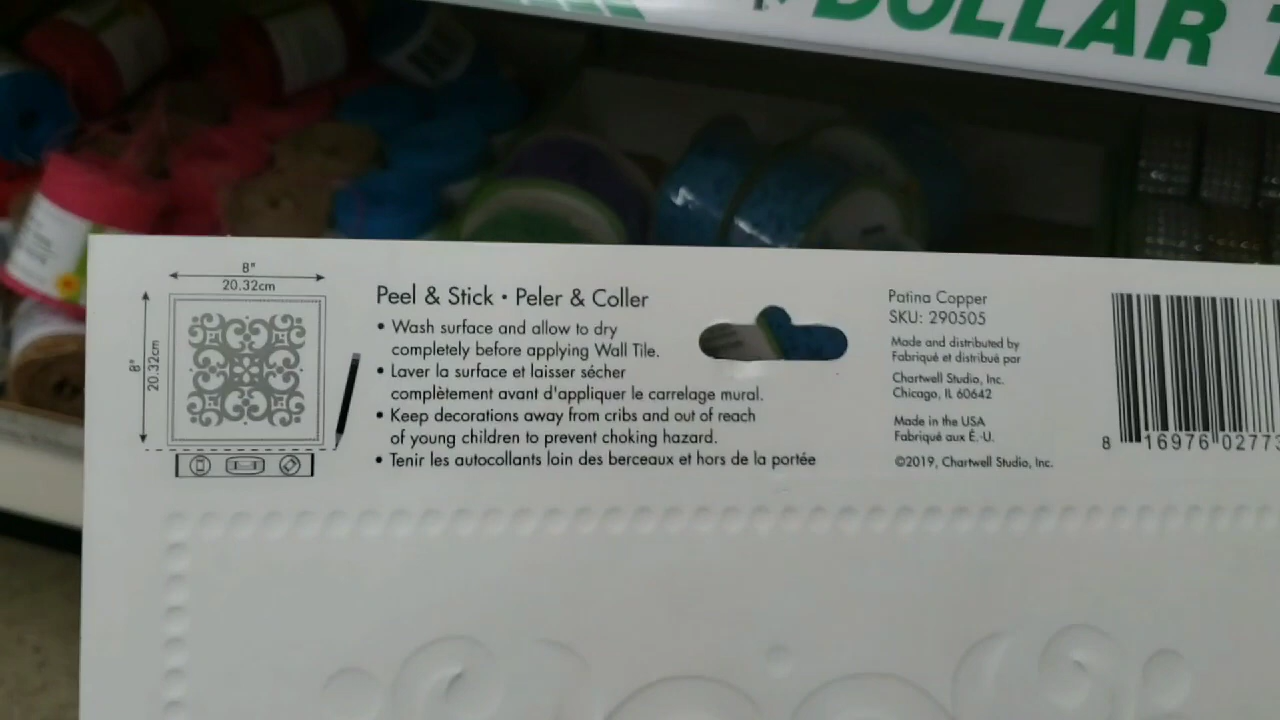 DOLLAR
8"
20.32cm
8"
20.32cm
Peel & Stick • Peler & Coller
• Wash surface and allow to dry
completely before applying Wall Tile.
• Laver la surface et laisser sécher
complètement avant d'appliquer le carrelage mural.
• Keep decorations away from cribs and out of reach
of young children to prevent choking hazard.
• Tenir les autocollants loin des berceaux et hors de la portée
Patina Copper
SKU: 290505
Made and distributed by
Fabriqué et distribué par
Chartwell Studio, Inc.
Chicago, IL 60642
Made in the USA
Fabriqué aux É.-U.
©2019, Chartwell Studio, Inc.
8 16976 02773